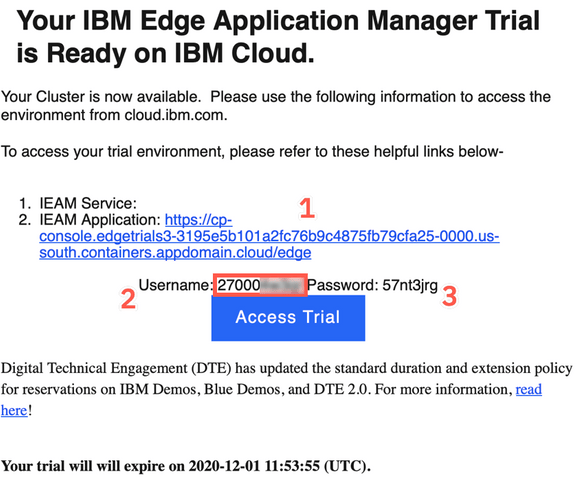 Your IBM Edge Application Manager Trial
is Ready on IBM Cloud.
Your Cluster is now available.  Please use the following information to access the
environment from cloud.ibm.com.
To access your trial environment, please refer to these helpful links below-
1. IEAM Service:
2. IEAM Application: https://cp-
console.edgetrials3-3195e5b101a2fc76b9c4875fb79cfa25-0000.us-
south.containers.appdomain.cloud/edge
1
Username: 27000 Password: 57nt3jrg
2
3
Access Trial
Digital Technical Engagement (DTE) has updated the standard duration and extension policy
for reservations on IBM Demos, Blue Demos, and DTE 2.0. For more information, read
here!
Your trial will will expire on 2020-12-01 11:53:55 (UTC).